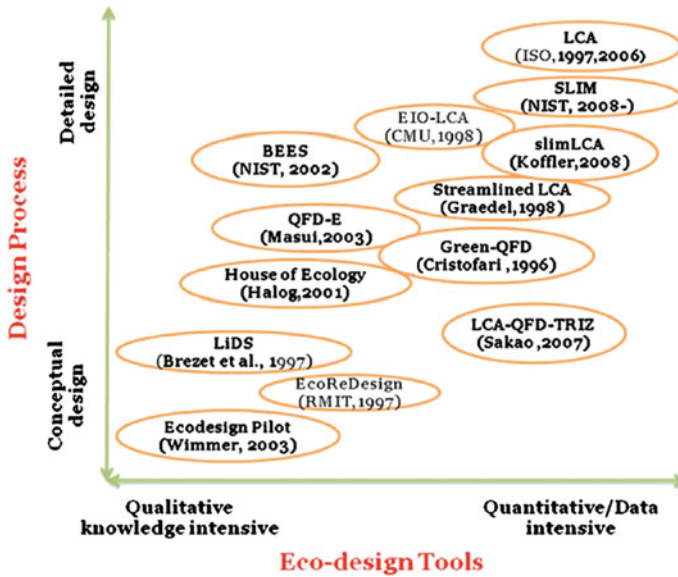 LCA
(ISO,1997,2006)
SLIM
(NIST, 2008-)
EIO-LCA
(CMU, 1998)
slimLCA
(Koffler,2008)
BEES
(NIST, 2002)
Streamlined LCA
(Graedel,1998)
QFD-E
(Masui,2003)
Green-QFD
(Cristofari ,1996)
House of Ecology
(Halog,2001)
LCA-QFD-TRIZ
(Sakao ,2007)
LiDS
(Brezet et al., 1997)
EcoReDesign
(RMIT,1997)
Ecodesign Pilot
(Wimmer, 2003)
Design Process
Detailed
design
Conceptual
design
Qualitative
knowledge intensive
Quantitative/Data
intensive
Eco-design Tools